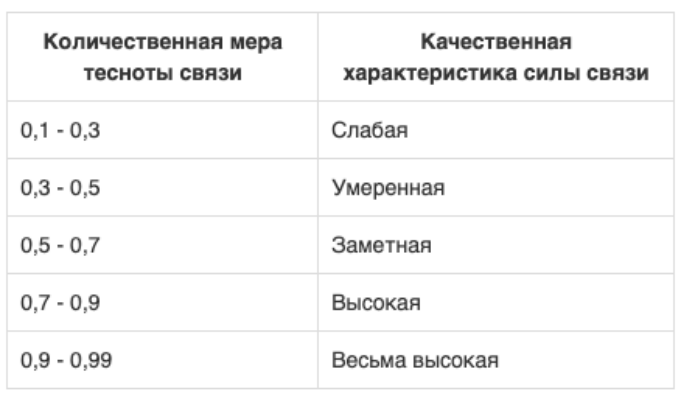 Количественная мера
тесноты связи
Качественная
характеристика силы связи
0,1 - 0,3
Слабая
0,3 - 0,5
Умеренная
0,5 - 0,7
Заметная
0,7 - 0,9
Высокая
0,9 - 0,99
Весьма высокая